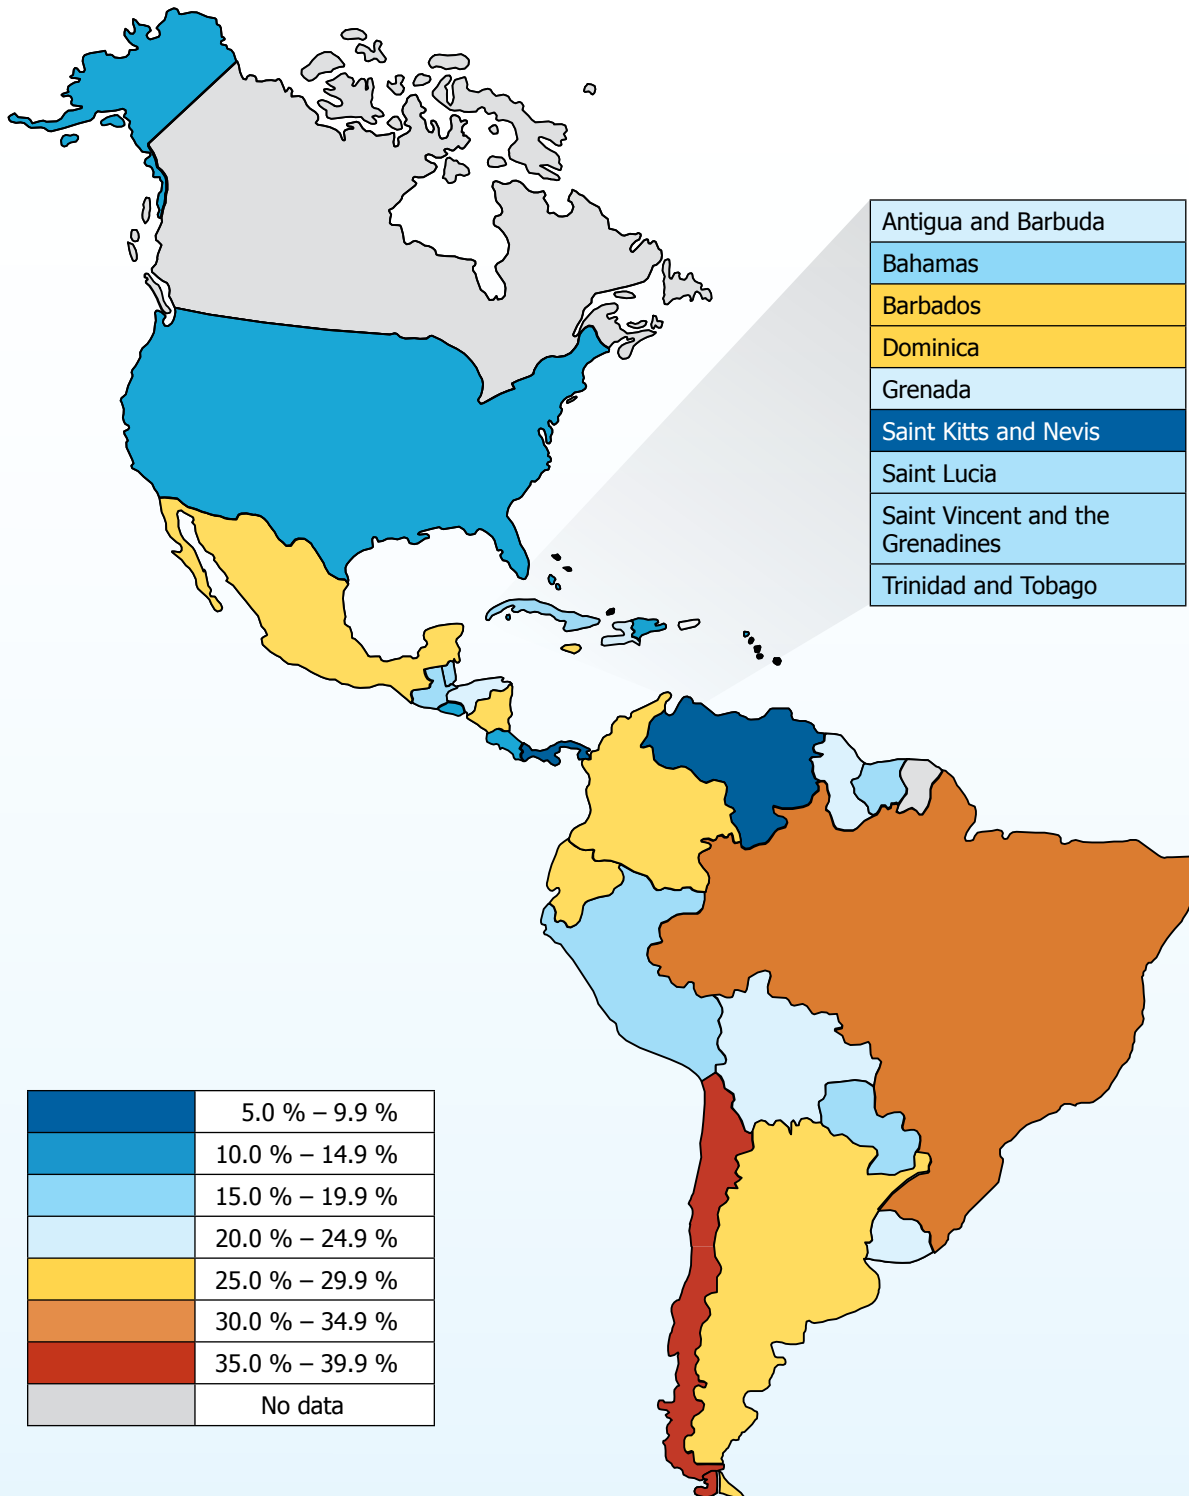 Antigua and Barbuda
Bahamas
Barbados
Dominica
Grenada
Saint Kitts and Nevis
Saint Lucia
Saint Vincent and the
Grenadines
Trinidad and Tobago
5.0 % – 9.9 %
10.0 % – 14.9 %
15.0 % – 19.9 %
20.0 % – 24.9 %
25.0 % – 29.9 %
30.0 % – 34.9 %
35.0 % – 39.9 %
No data